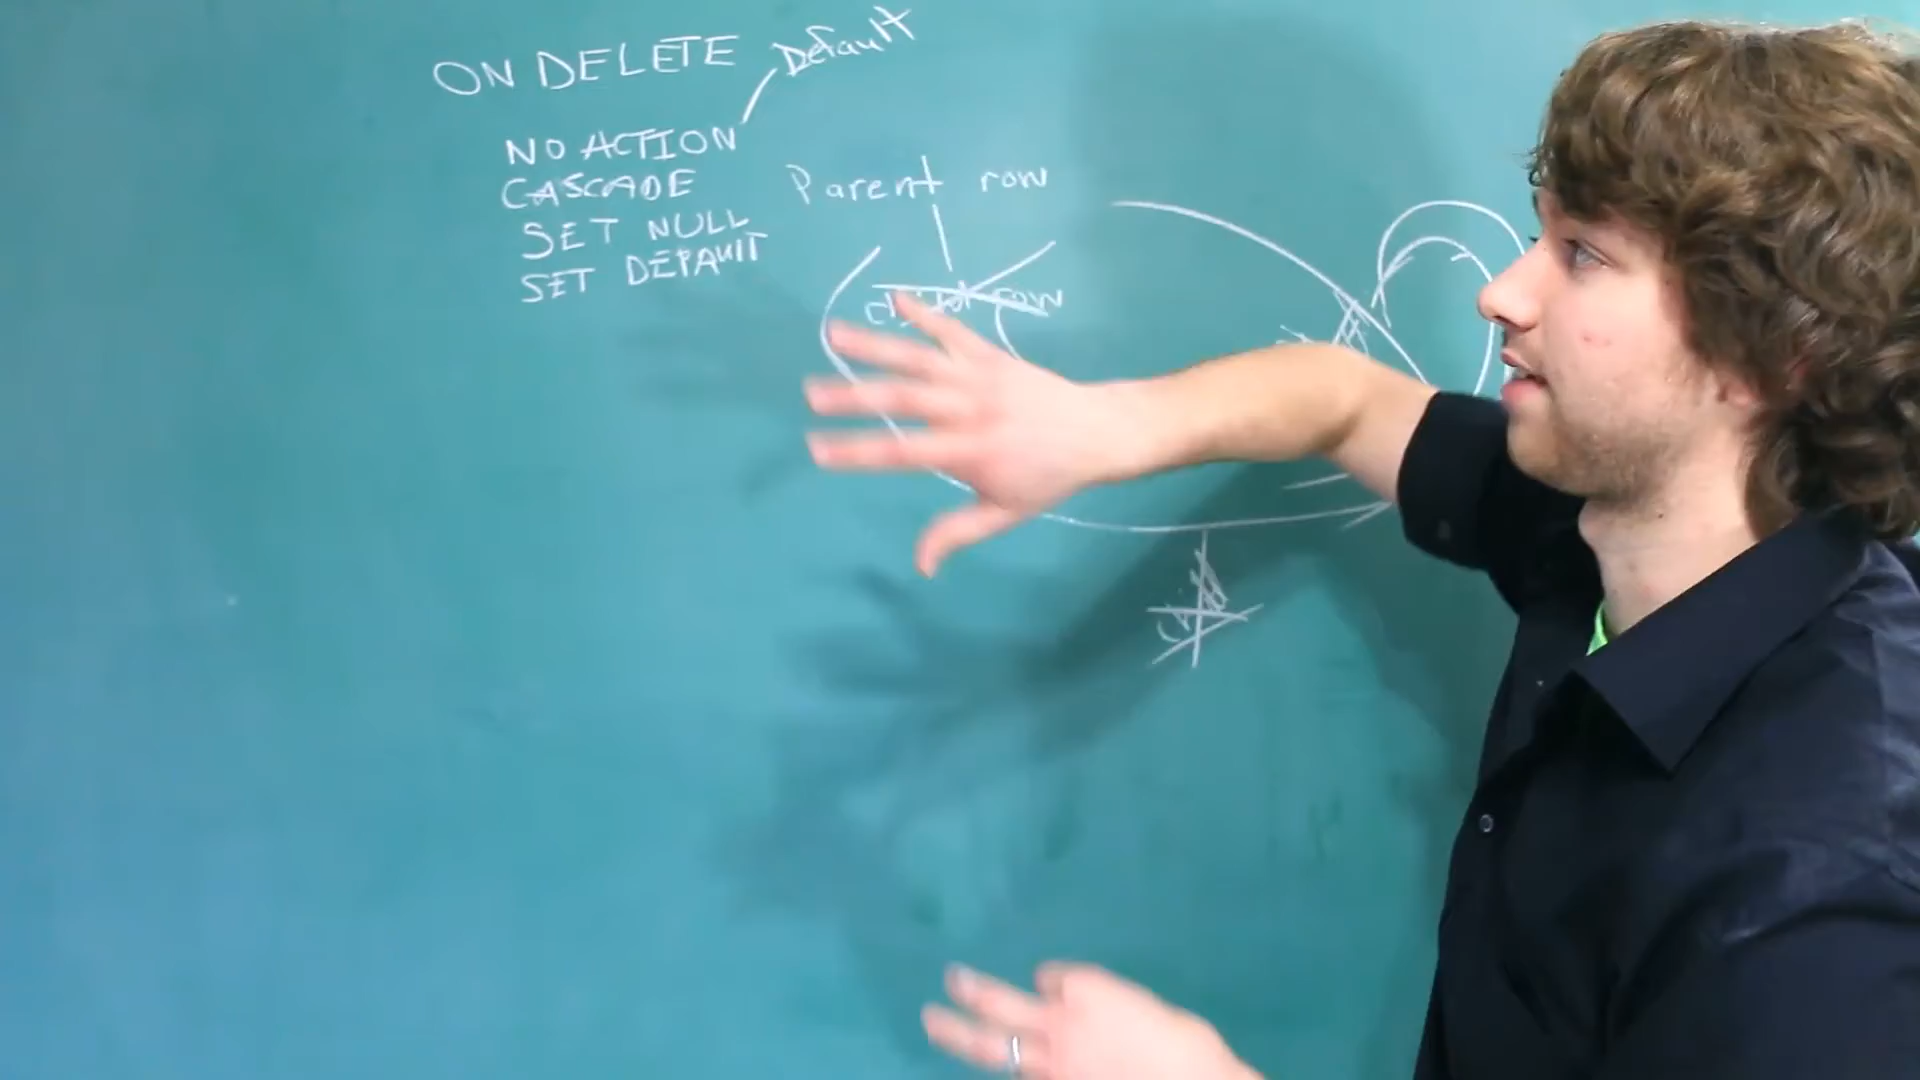 ON DELETE
Default
NO ACTION
CASCADE
SET NULL
SET DEFAULT
Parent row
child row